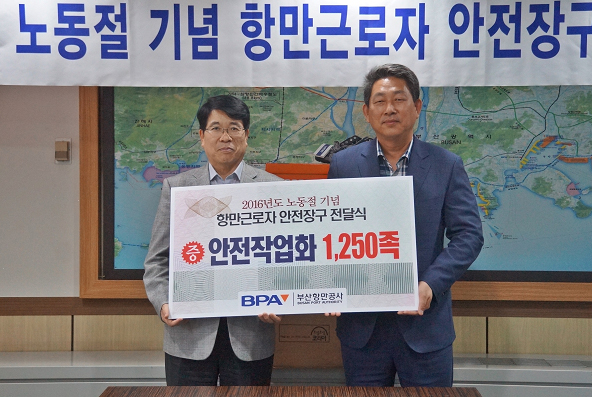 노동절 기념 항만근로자 안전장구
2016년도 노동절 기념
항만근로자 안전장구 전달식
증 안전작업화 1,250족
BPA 부산항만공사
BUSAN PORT AUTHORITY
BUSAN